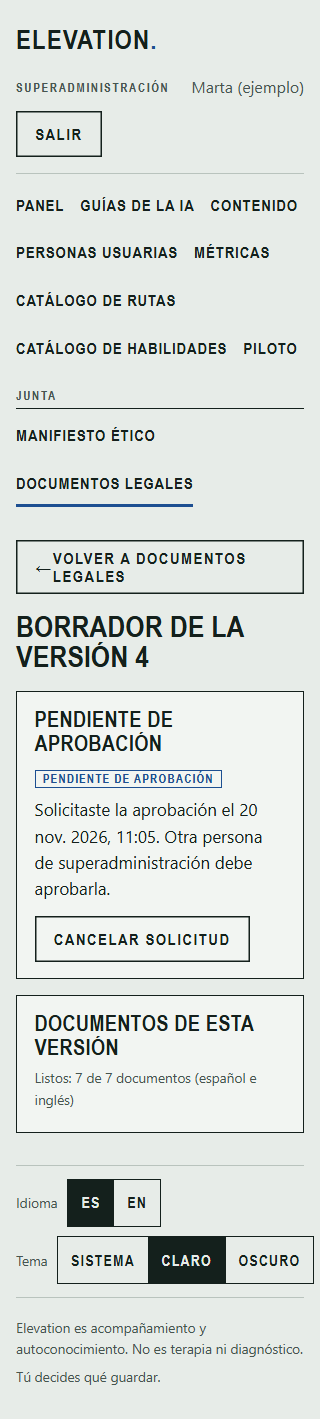 ELEVATION.
SUPERADMINISTRACIÓN Marta (ejemplo)
SALIR
PANEL GUÍAS DE LA IA CONTENIDO
PERSONAS USUARIAS MÉTRICAS
CATÁLOGO DE RUTAS
CATÁLOGO DE HABILIDADES PILOTO
JUNTA
MANIFIESTO ÉTICO
DOCUMENTOS LEGALES
←VOLVER A DOCUMENTOS
LEGALES
BORRADOR DE LA
VERSIÓN 4
PENDIENTE DE
APROBACIÓN
PENDIENTE DE APROBACIÓN
Solicitaste la aprobación el 20
nov. 2026, 11:05. Otra persona
de superadministración debe
aprobarla.
CANCELAR SOLICITUD
DOCUMENTOS DE ESTA
VERSIÓN
Listos: 7 de 7 documentos (español e
inglés)
Idioma ES EN
Tema SISTEMA CLARO OSCURO
Elevation es acompañamiento y
autoconocimiento. No es terapia ni diagnóstico.
Tú decides qué guardar.